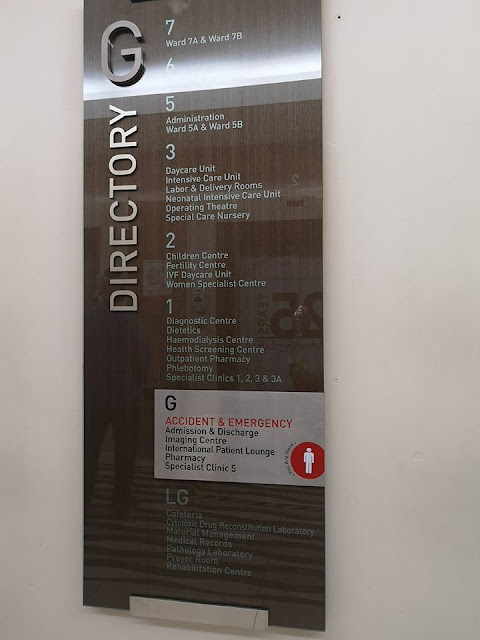 G
DIRECTORY
7
Ward 7A & Ward 7B
6
5
Administration
Ward 5A & Ward 5B
3
Daycare Unit
Intensive Care Unit
Labor & Delivery Rooms
Neonatal Intensive Care Unit
Operating Theatre
Special Care Nursery
2
Children Centre
Fertility Centre
IVF Daycare Unit
Women Specialist Centre
1
Diagnostic Centre
Dietetics
Haemodialysis Centre
Health Screening Centre
Outpatient Pharmacy
Phlebotomy
Specialist Clinics 1, 2, 3 & 3A
G
ACCIDENT & EMERGENCY
Admission & Discharge
Imaging Centre
International Patient Lounge
Pharmacy
Specialist Clinic 5
You Are Here
LG
Cafeteria
Cytotoxic Drug Reconstitution Laboratory
Material Management
Medical Records
Pathology Laboratory
Prayer Room
Rehabilitation Centre